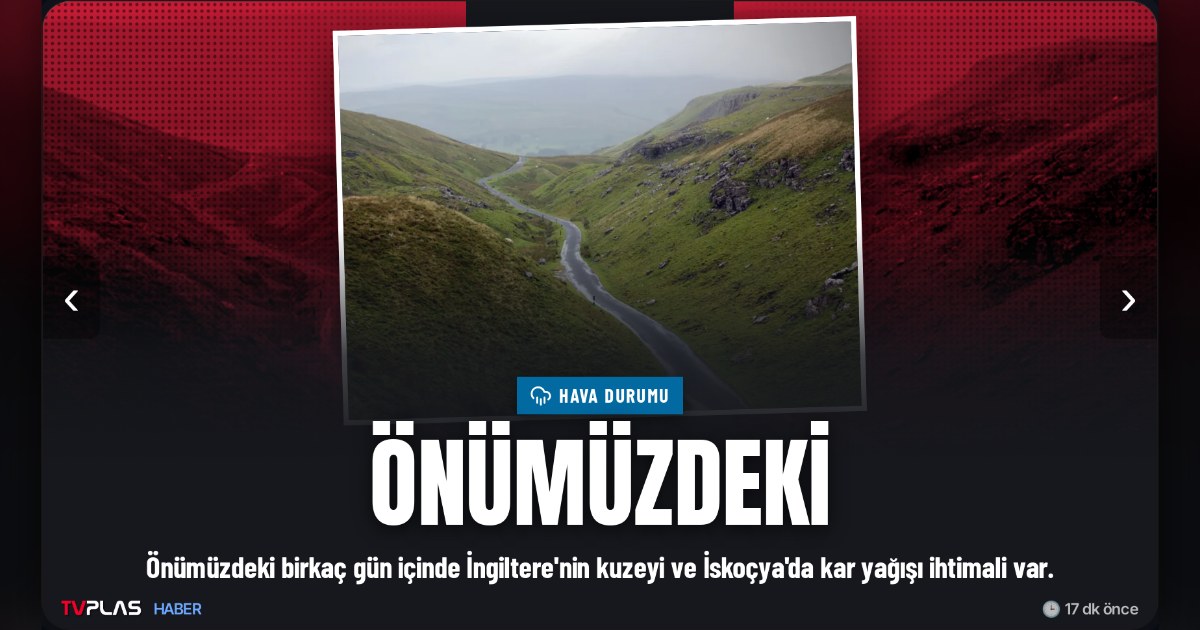 HAVA DURUMU
ÖNÜMÜZDEKİ
Önümüzdeki birkaç gün içinde İngiltere'nin kuzeyi ve İskoçya'da kar yağışı ihtimali var.
TVPLAS HABER
17 dk önce